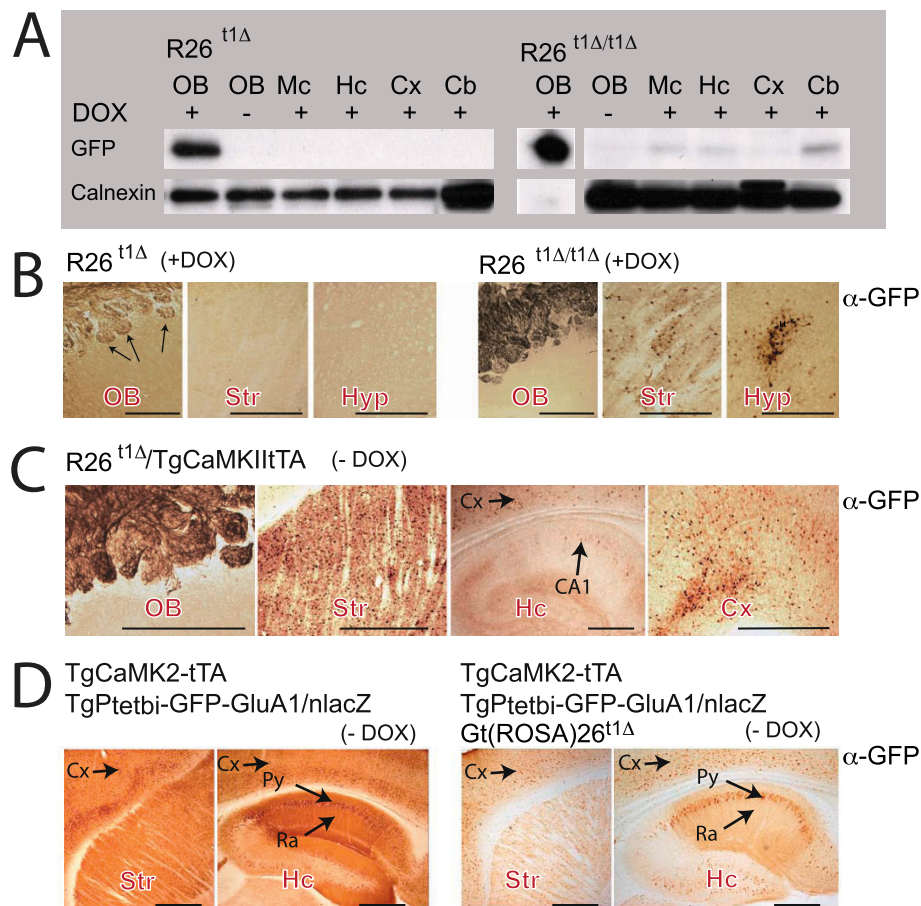 A
R26 t1Δ
R26 t1Δ/t1Δ
OB OB Mc Hc Cx Cb OB OB Mc Hc Cx Cb
DOX + - + + + + + - + + + +
GFP
Calnexin
B
R26 t1Δ (+DOX)
R26 t1Δ/t1Δ (+DOX)
α-GFP
OB Str Hyp OB Str Hyp
C
R26 t1Δ/TgCaMKIItTA (- DOX)
α-GFP
Cx
CA1
OB Str Hc Cx
D
TgCaMK2-tTA
TgPtetbi-GFP-GluA1/nlacZ
(- DOX)
TgCaMK2-tTA
TgPtetbi-GFP-GluA1/nlacZ
Gt(ROSA)26t1Δ (- DOX)
α-GFP
Cx Cx Py Ra
Str Hc
Cx Cx Py Ra
Str Hc